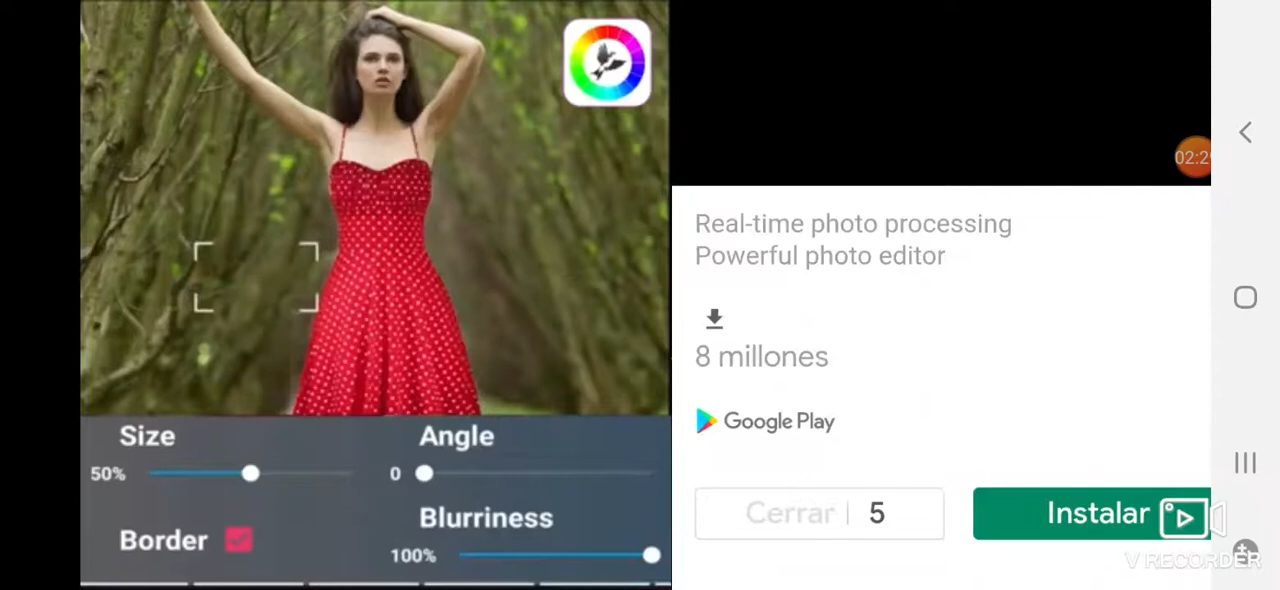 Size
50%
Angle
0
Border
Blurriness
100%
02:29
Real-time photo processing
Powerful photo editor
8 millones
Google Play
Cerrar | 5
Instalar
V RECORDER